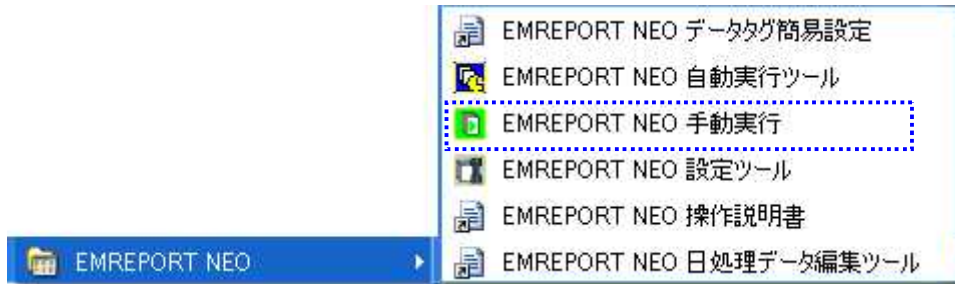 EMREPORT NEO データタグ簡易設定
EMREPORT NEO 自動実行ツール
EMREPORT NEO 手動実行
EMREPORT NEO 設定ツール
EMREPORT NEO 操作説明書
EMREPORT NEO
EMREPORT NEO 日処理データ編集ツール